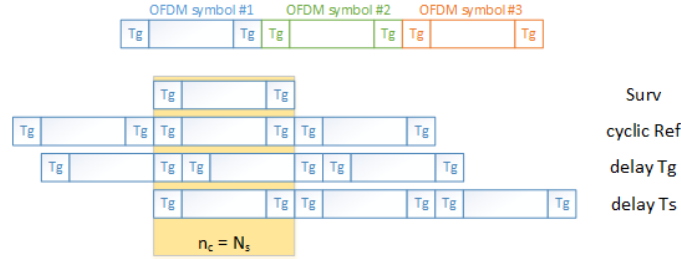 OFDM symbol #1 OFDM symbol #2 OFDM symbol #3
Tg Tg Tg Tg Tg Tg
Tg Tg Surv
Tg Tg Tg Tg Tg Tg cyclic Ref
Tg Tg Tg Tg Tg Tg delay Tg
Tg Tg Tg Tg Tg Tg delay Ts
n_c = N_s